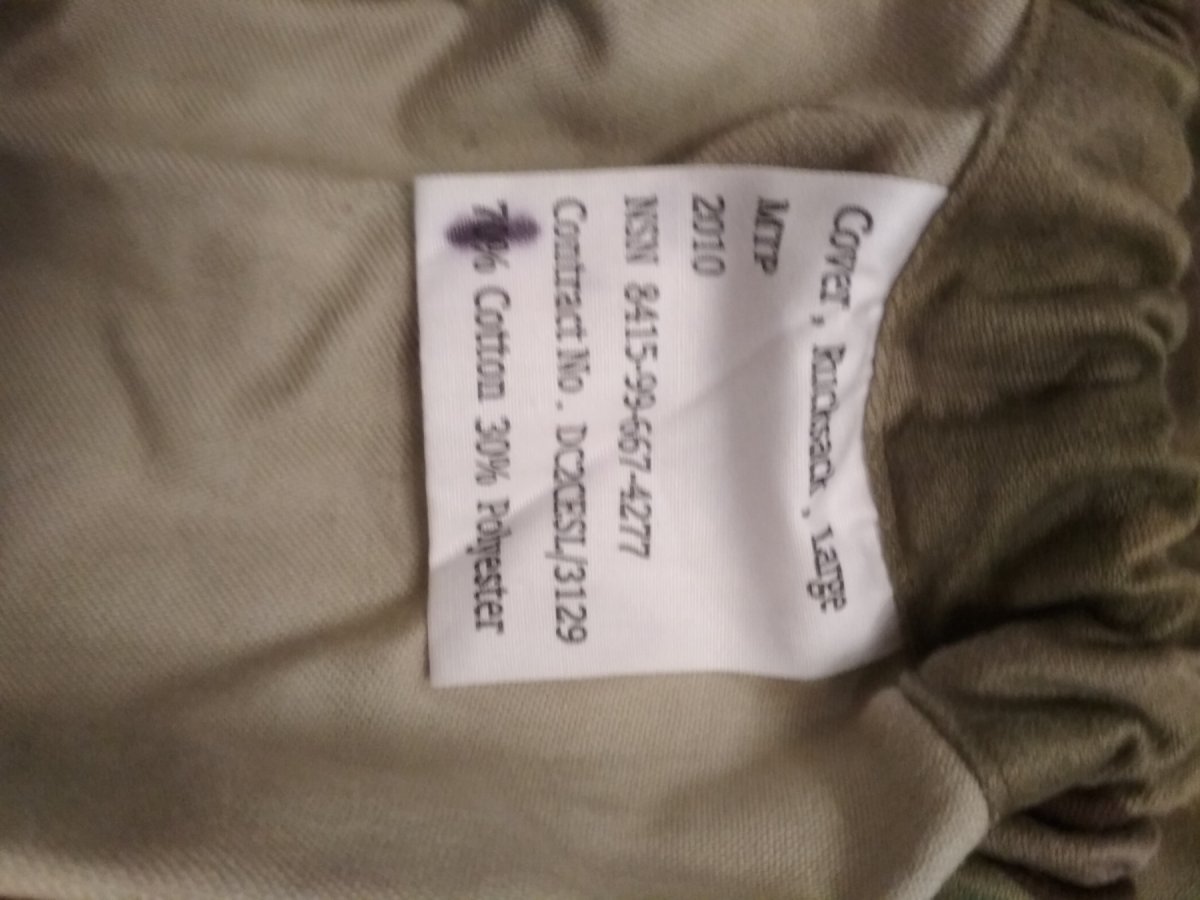 Cover, Rucksack, Large
MTP
2010
NSN 8415-99-667-4277
Contract No. DC2CESL/3129
Cotton 30% Polyester